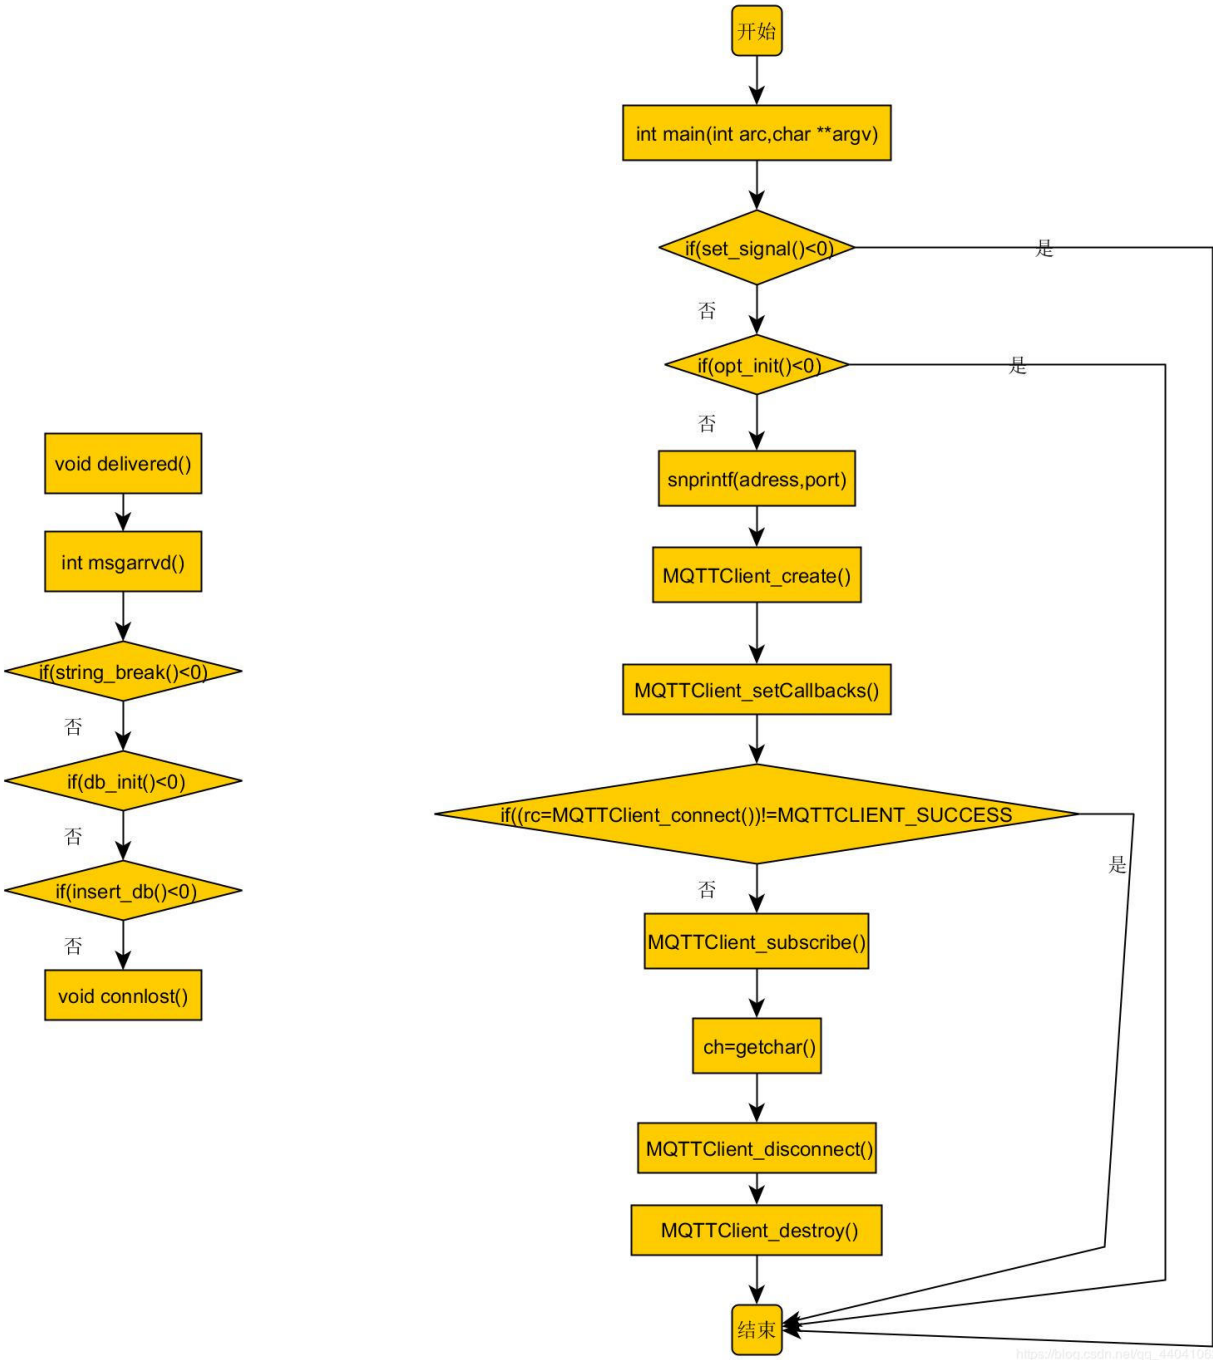 开始
int main(int arc,char **argv)
if(set_signal()<0)
是
否
if(opt_init()<0)
是
否
snprintf(adress,port)
MQTTClient_create()
MQTTClient_setCallbacks()
if((rc=MQTTClient_connect())!=MQTTCLIENT_SUCCESS
是
否
MQTTClient_subscribe()
ch=getchar()
MQTTClient_disconnect()
MQTTClient_destroy()
结束
void delivered()
int msgarrvd()
if(string_break()<0)
否
if(db_init()<0)
否
if(insert_db()<0)
否
void connlost()